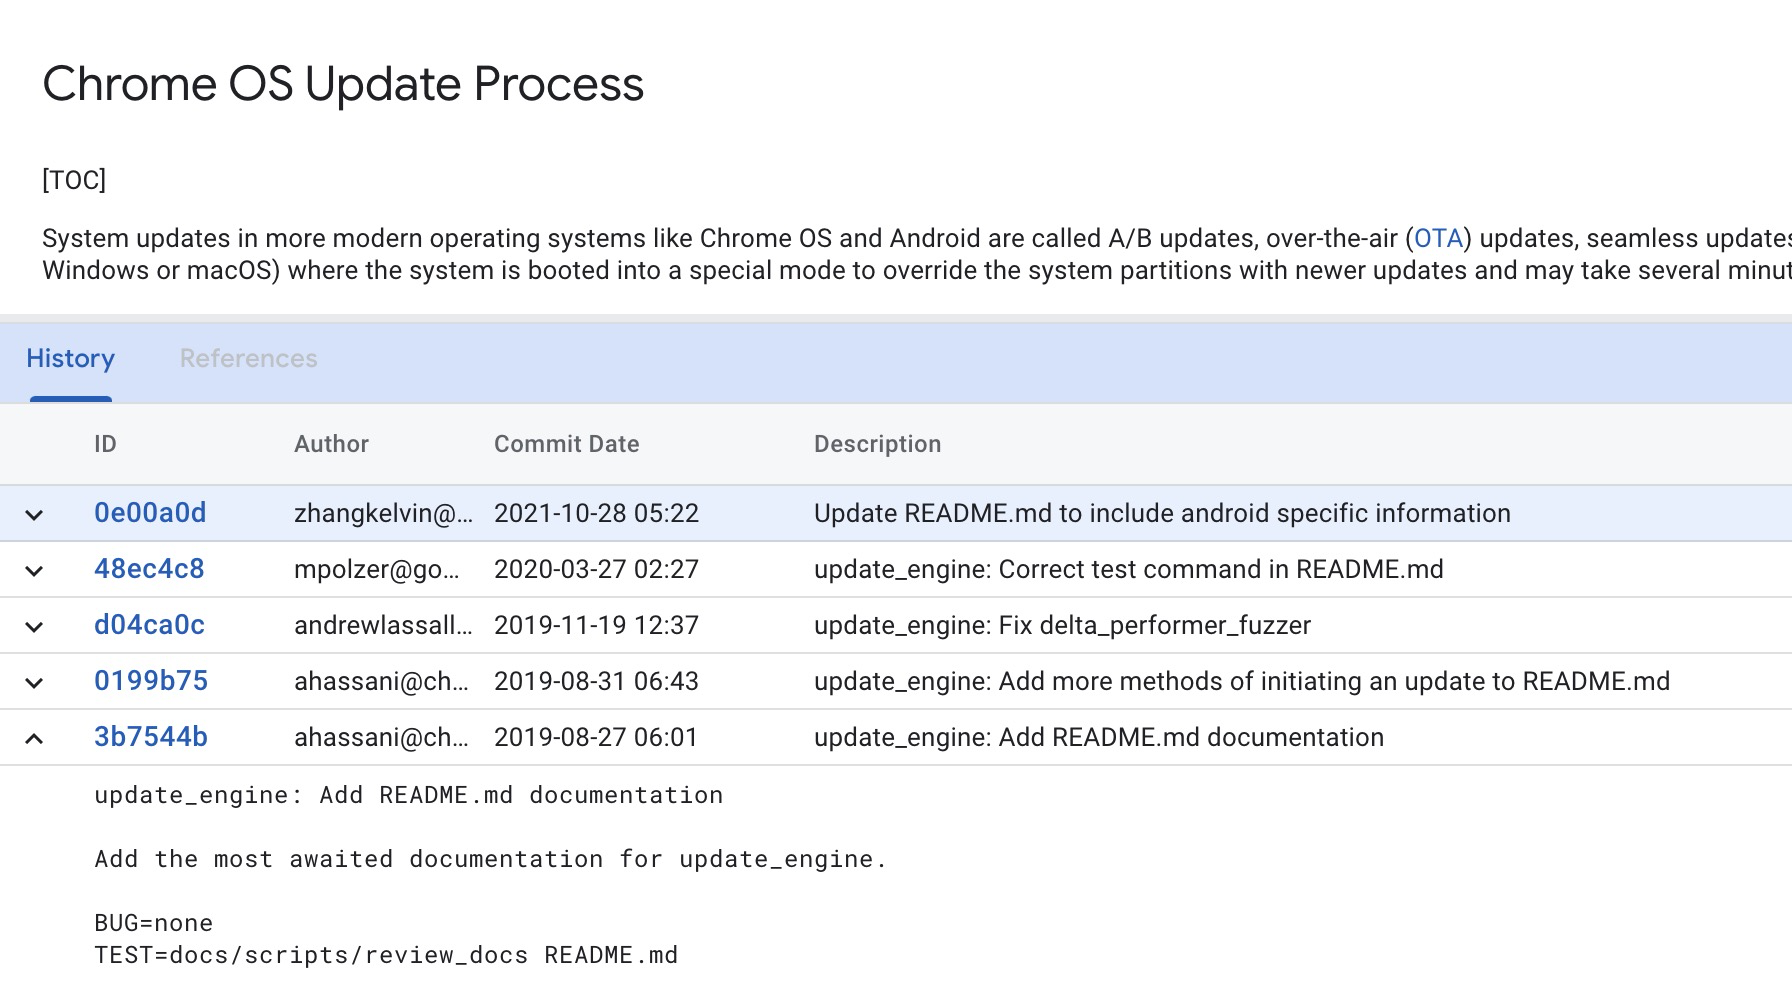 Chrome OS Update Process
[TOC]
System updates in more modern operating systems like Chrome OS and Android are called A/B updates, over-the-air (OTA) updates, seamless updates
Windows or macOS) where the system is booted into a special mode to override the system partitions with newer updates and may take several minut
History References
ID Author Commit Date Description
0e00a0d zhangkelvin@... 2021-10-28 05:22 Update README.md to include android specific information
48ec4c8 mpolzer@go... 2020-03-27 02:27 update_engine: Correct test command in README.md
d04ca0c andrewlassall... 2019-11-19 12:37 update_engine: Fix delta_performer_fuzzer
0199b75 ahassani@ch... 2019-08-31 06:43 update_engine: Add more methods of initiating an update to README.md
3b7544b ahassani@ch... 2019-08-27 06:01 update_engine: Add README.md documentation
update_engine: Add README.md documentation
Add the most awaited documentation for update_engine.
BUG=none
TEST=docs/scripts/review_docs README.md